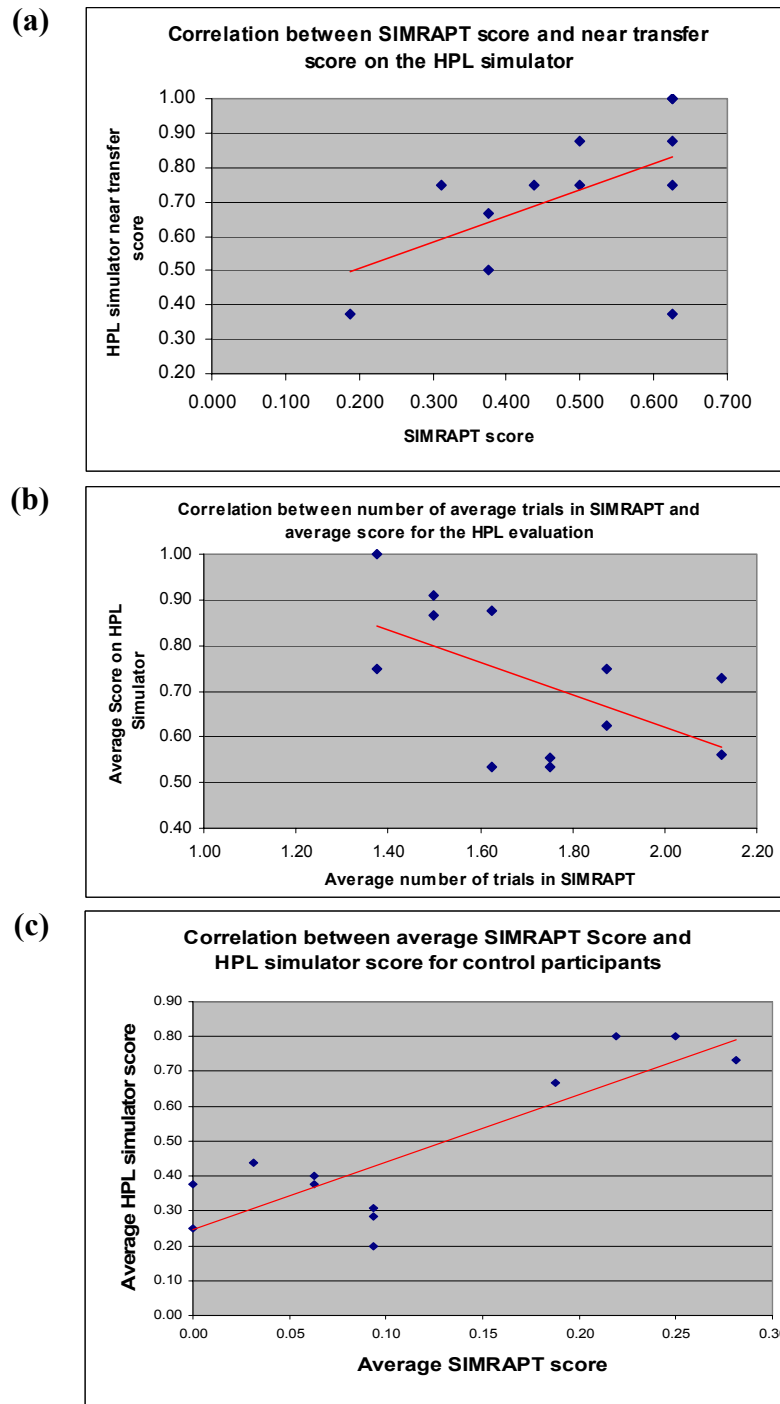 (a)
Correlation between SIMRAPT score and near transfer
score on the HPL simulator
HPL simulator near transfer
score
1.00
0.90
0.80
0.70
0.60
0.50
0.40
0.30
0.20
0.000 0.100 0.200 0.300 0.400 0.500 0.600 0.700
SIMRAPT score
(b)
Correlation between number of average trials in SIMRAPT and
average score for the HPL evaluation
Average Score on HPL
Simulator
1.00
0.90
0.80
0.70
0.60
0.50
0.40
1.00 1.20 1.40 1.60 1.80 2.00 2.20
Average number of trials in SIMRAPT
(c)
Correlation between average SIMRAPT Score and
HPL simulator score for control participants
Average HPL simulator score
0.90
0.80
0.70
0.60
0.50
0.40
0.30
0.20
0.10
0.00
0.00 0.05 0.10 0.15 0.20 0.25 0.30
Average SIMRAPT score